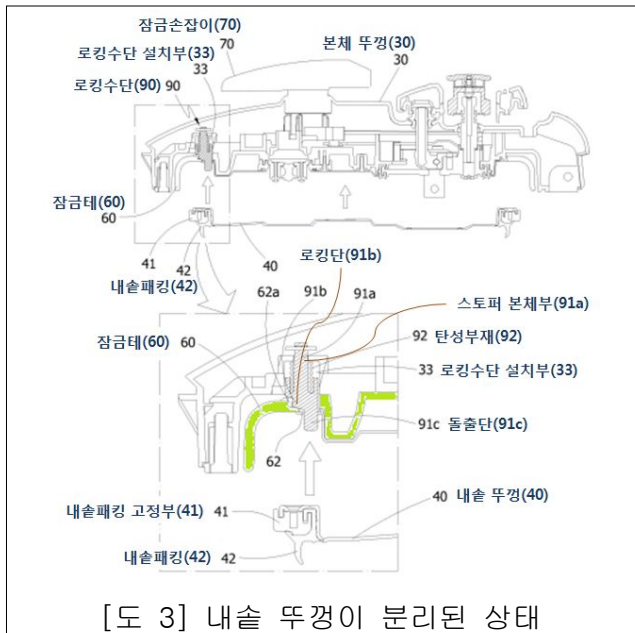 잠금손잡이(70)
70
본체 뚜껑(30)
30
로킹수단 설치부(33)
33
로킹수단(90)
90
잠금테(60)
60
41
42
40
내솥패킹(42)
로킹단(91b)
62a
91b
91a
스토퍼 본체부(91a)
잠금테(60) 60
92 탄성부재(92)
33 로킹수단 설치부(33)
91c 돌출단(91c)
62
내솥패킹 고정부(41) 41
40 내솥 뚜껑(40)
내솥패킹(42) 42
[도 3] 내솥 뚜껑이 분리된 상태